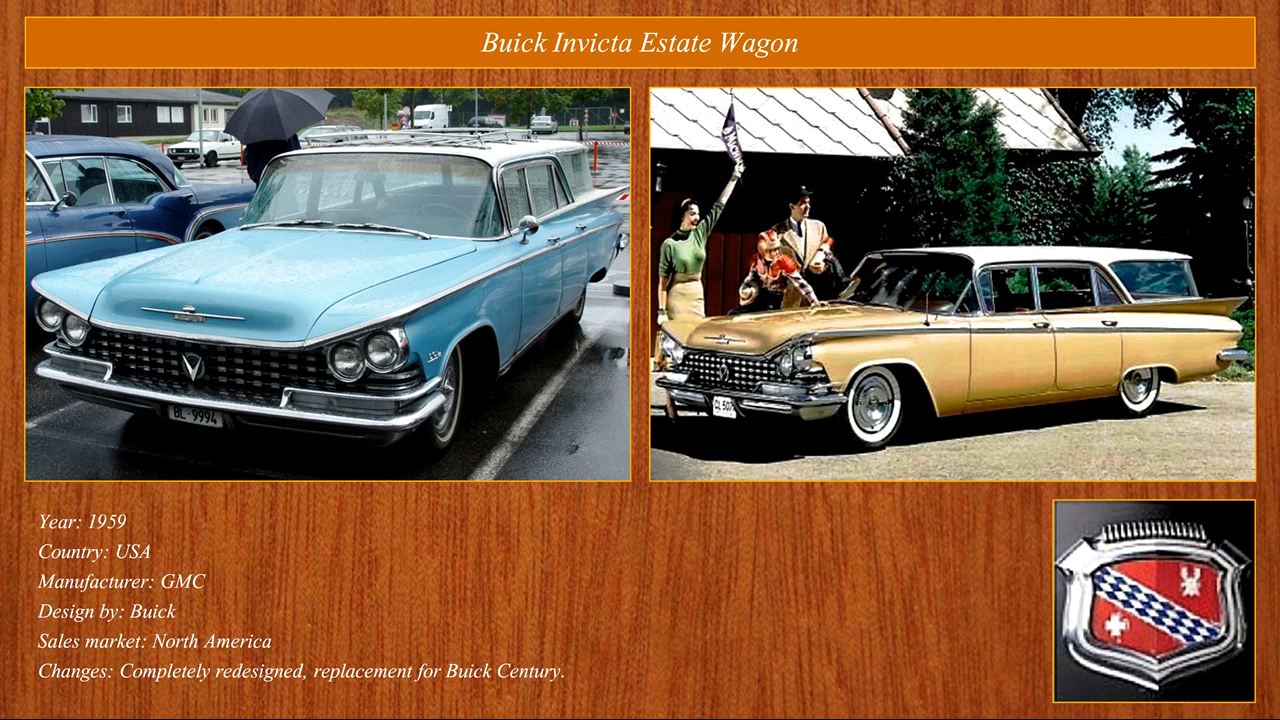 Buick Invicta Estate Wagon
BL·9994
Year: 1959
Country: USA
Manufacturer: GMC
Design by: Buick
Sales market: North America
Changes: Completely redesigned, replacement for Buick Century.